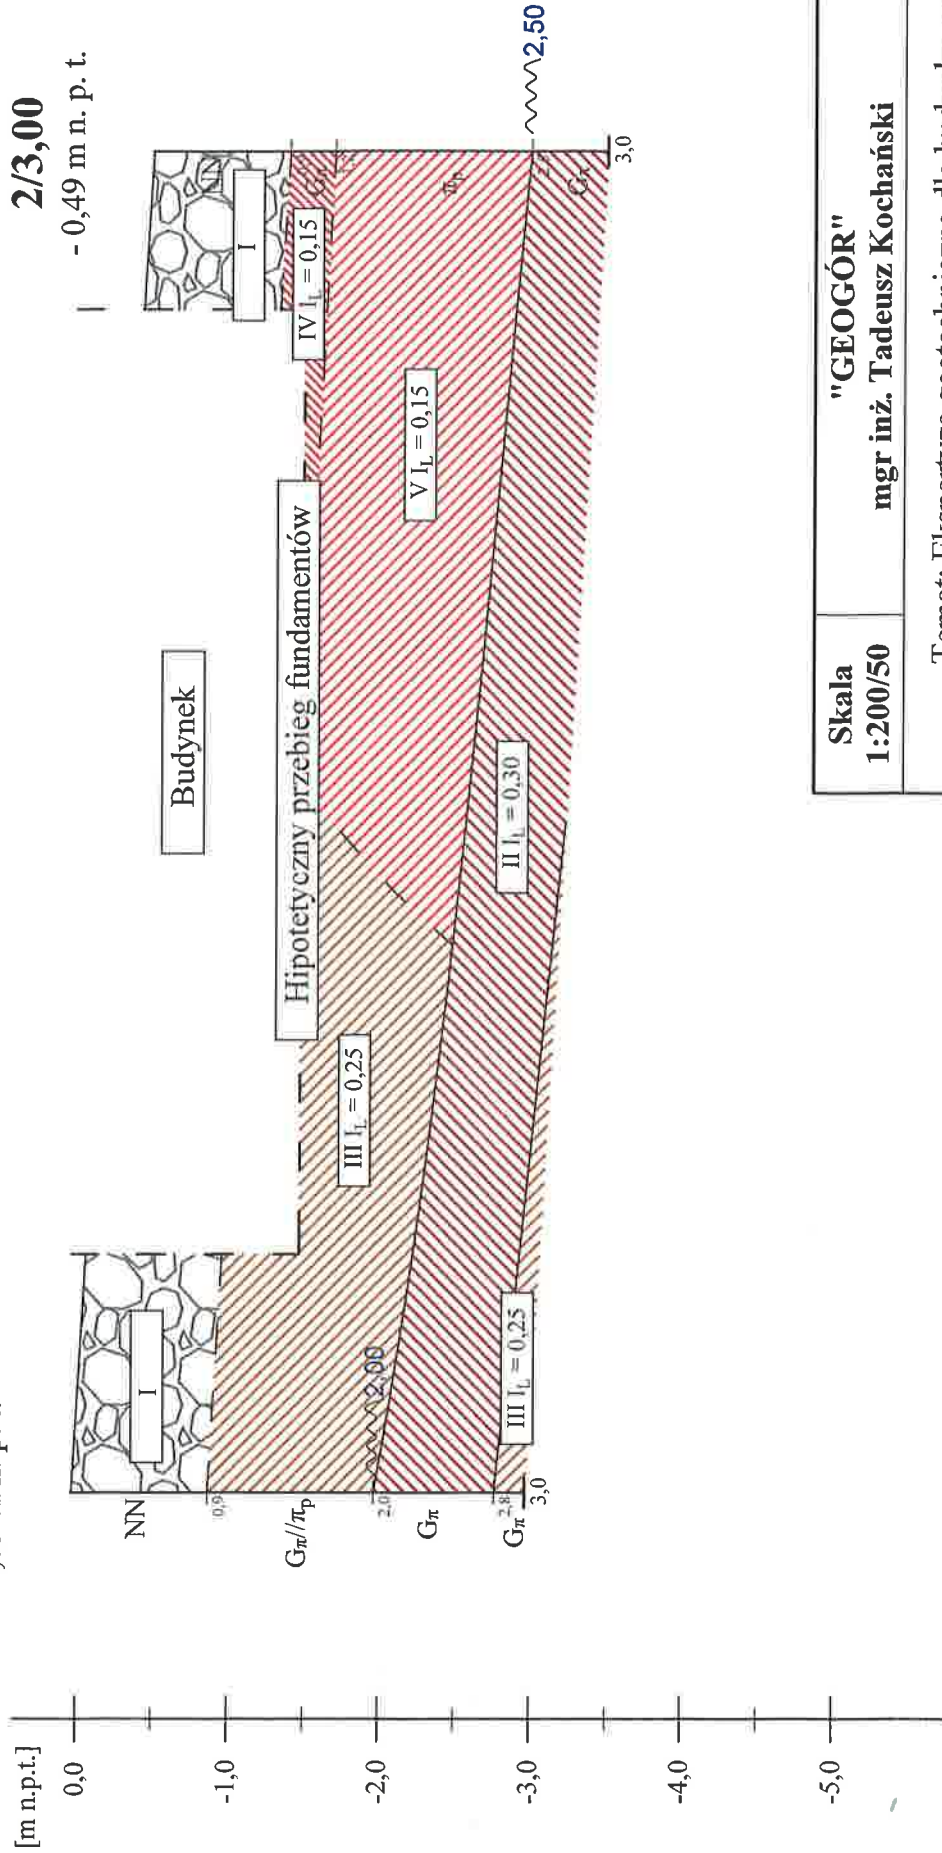 2/3,00
- 0,49 m n. p. t.
[m n.p.t.]
0,0
-1,0
-2,0
-3,0
-4,0
-5,0
NN
0,9
Gπ//πp
2,0
Gπ
2,8
Gπ
3,0
I
2,00
III IL = 0,25
III IL = 0,25
Budynek
Hipotetyczny przebieg fundamentów
II IL = 0,30
V IL = 0,15
IV IL = 0,15
I
πp
Gπ
3,0
2,50
Skala
1:200/50
"GEOGÓR"
mgr inż. Tadeusz Kochański